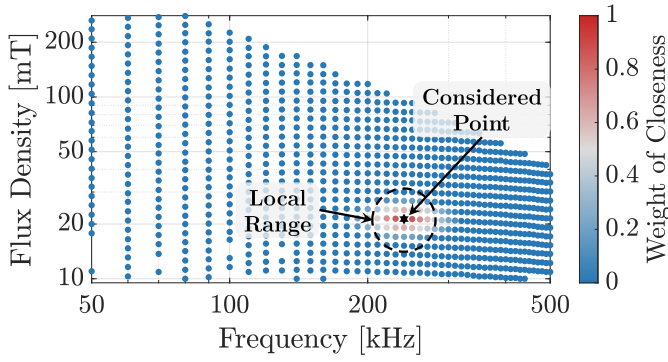 Flux Density [mT]
200
100
50
20
10
50
100
200
500
Frequency [kHz]
Considered
Point
Local
Range
1
0.8
0.6
0.4
0.2
0
Weight of Closeness